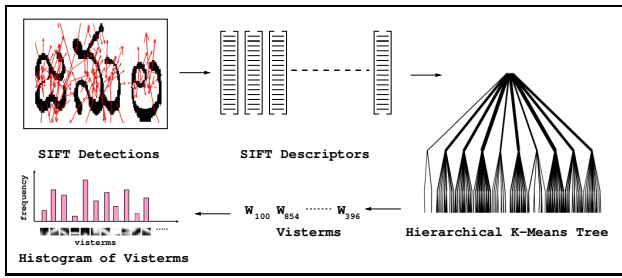 SIFT Detections
SIFT Descriptors
Hierarchical K-Means Tree
W100 W854 ...... W396
Visterms
frequency
visterms
.....
Histogram of Visterms